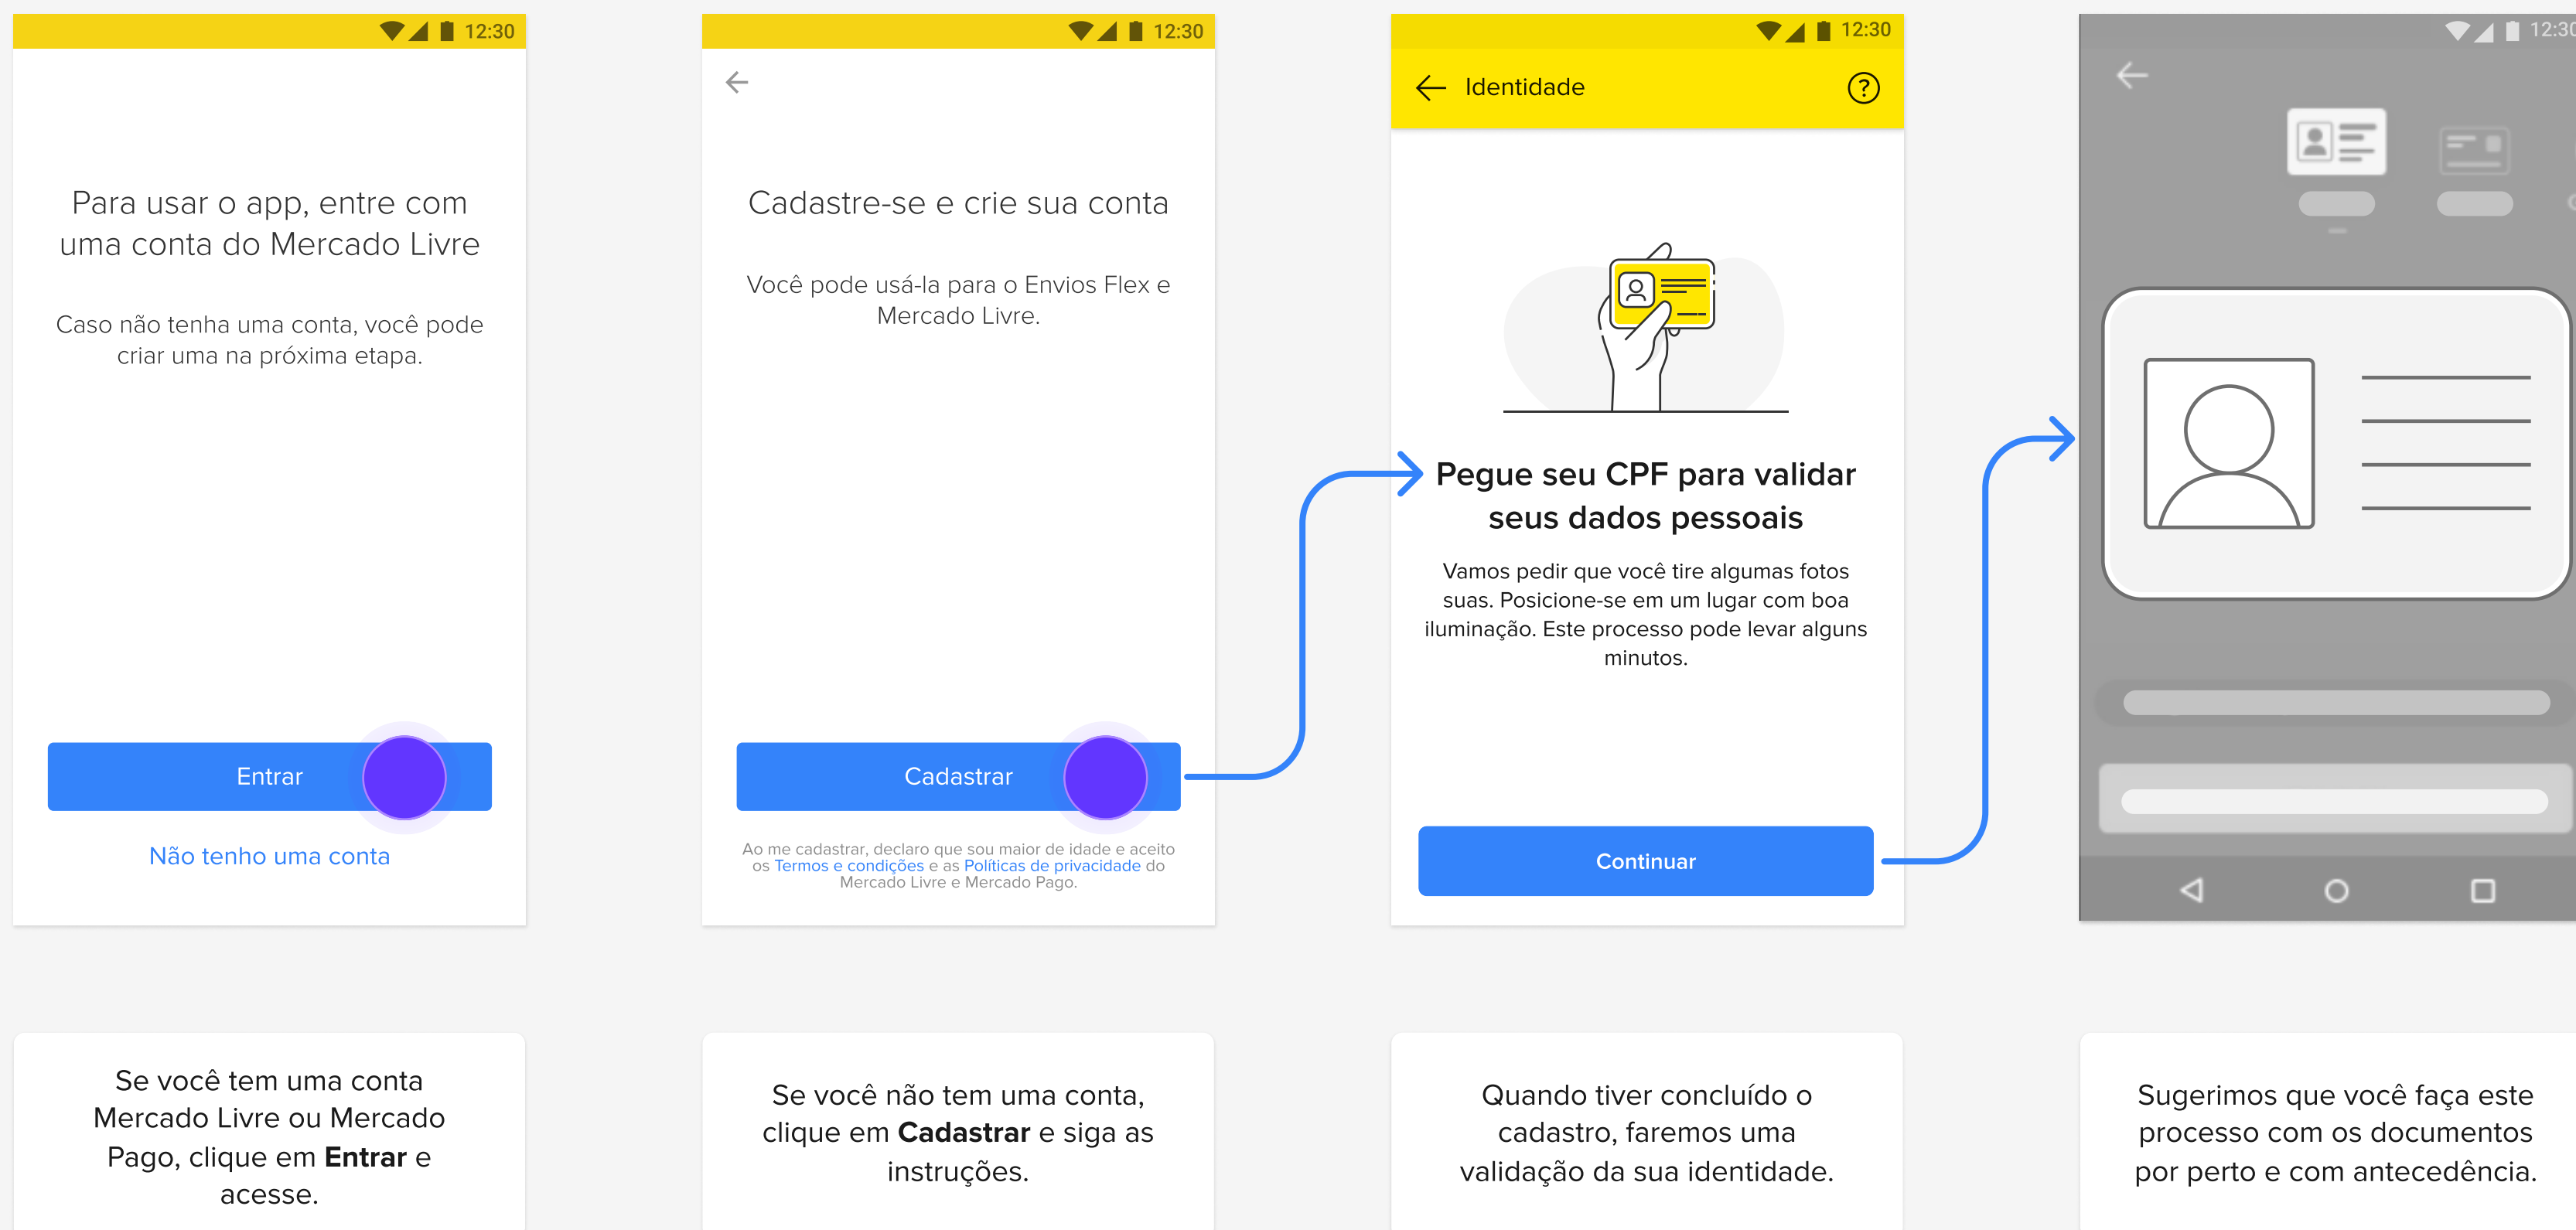 12:30
Para usar o app, entre com
uma conta do Mercado Livre
Caso não tenha uma conta, você pode
criar uma na próxima etapa.
Entrar
Não tenho uma conta
Se você tem uma conta
Mercado Livre ou Mercado
Pago, clique em Entrar e
acesse.
12:30
Cadastre-se e crie sua conta
Você pode usá-la para o Envios Flex e
Mercado Livre.
Cadastrar
Ao me cadastrar, declaro que sou maior de idade e aceito
os Termos e condições e as Políticas de privacidade do
Mercado Livre e Mercado Pago.
Se você não tem uma conta,
clique em Cadastrar e siga as
instruções.
12:30
Identidade
Pegue seu CPF para validar
seus dados pessoais
Vamos pedir que você tire algumas fotos
suas. Posicione-se em um lugar com boa
iluminação. Este processo pode levar alguns
minutos.
Continuar
Quando tiver concluído o
cadastro, faremos uma
validação da sua identidade.
12:30
Sugerimos que você faça este
processo com os documentos
por perto e com antecedência.